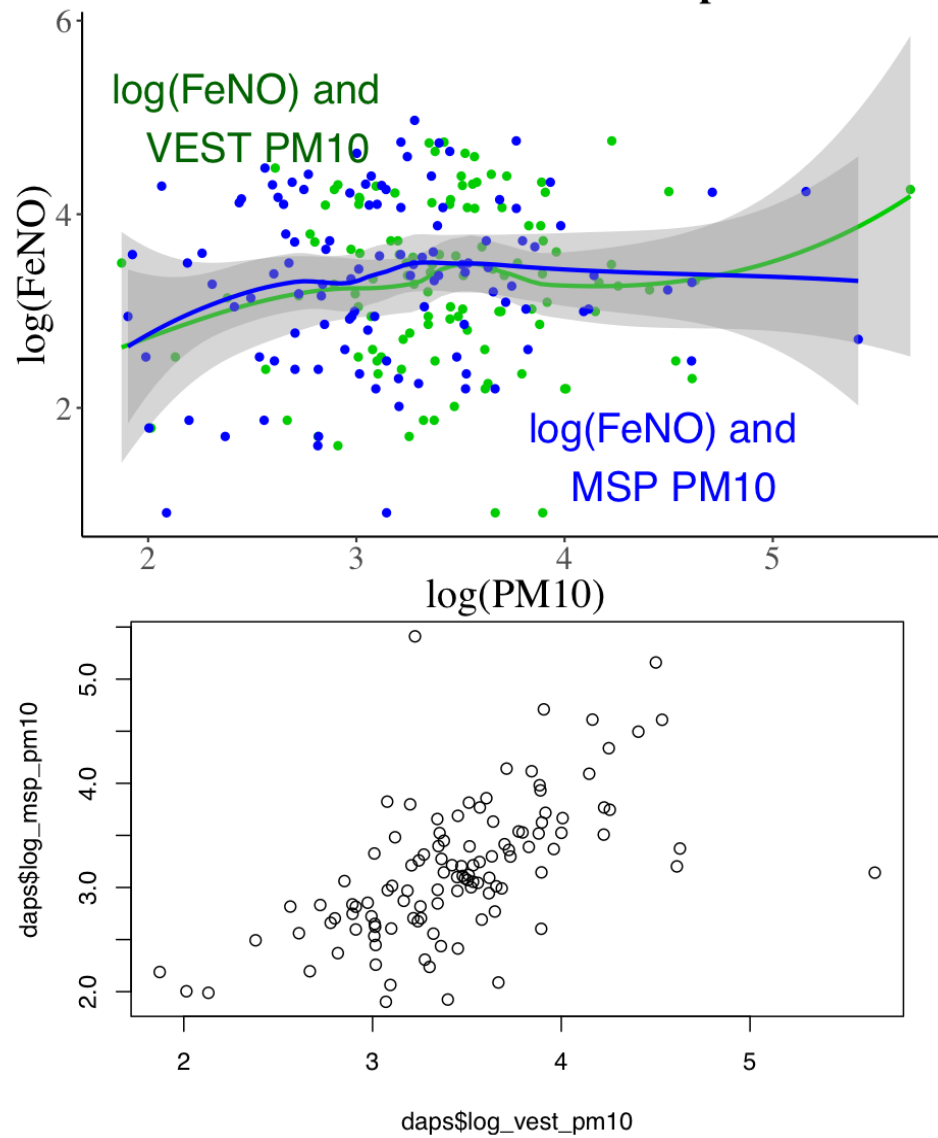 6
log(FeNO) and
VEST PM10
4
log(FeNO)
2
log(FeNO) and
MSP PM10
2 3 4 5
log(PM10)
5.0
4.0
daps$log_msp_pm10
3.0
2.0
2 3 4 5
daps$log_vest_pm10